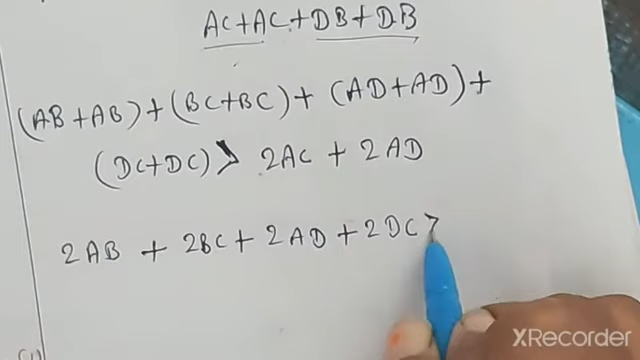 AC+AC+DB+DB
(AB+AB)+(BC+BC)+(AD+AD)+
(DC+DC)> 2AC + 2AD
2AB + 2BC + 2AD + 2DC >
XRecorder